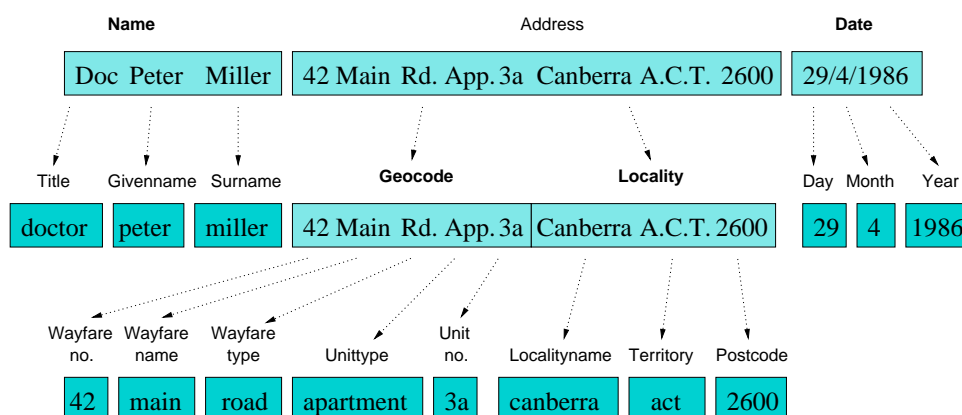 Name Address Date
Doc Peter Miller 42 Main Rd. App. 3a Canberra A.C.T. 2600 29/4/1986
Title Givenname Surname Geocode Locality Day Month Year
doctor peter miller 42 Main Rd. App. 3a Canberra A.C.T. 2600 29 4 1986
Wayfare Wayfare Wayfare Unit
no. name type Unittype no. Localityname Territory Postcode
42 main road apartment 3a canberra act 2600